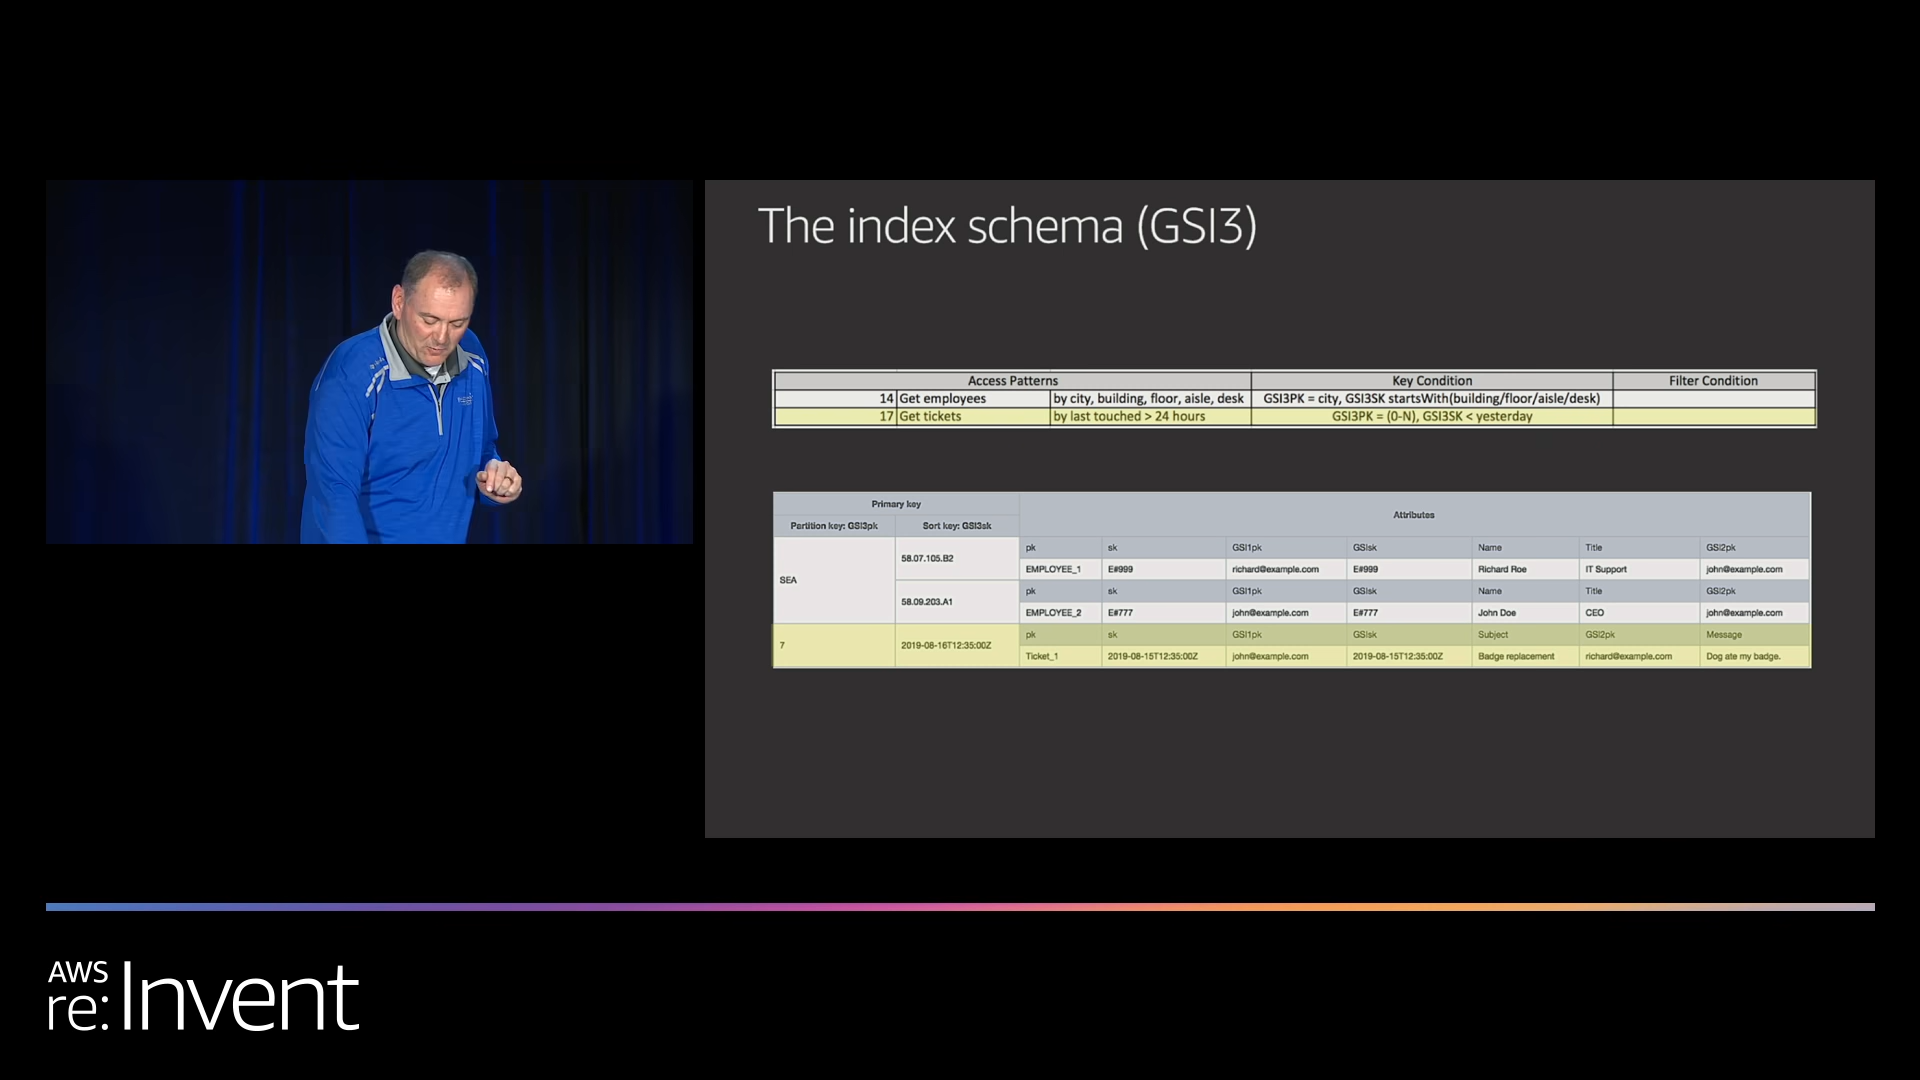 The index schema (GSI3)
Access Patterns Key Condition Filter Condition
14 Get employees by city, building, floor, aisle, desk GSI3PK = city, GSI3SK startsWith(building/floor/aisle/desk)
17 Get tickets by last touched > 24 hours GSI3PK = (0-N), GSI3SK < yesterday
Primary key Attributes
Partition key: GSI3pk Sort key: GSI3sk
SEA 58.07.105.B2 pk sk GSI1pk GSIsk Name Title GSI2pk
EMPLOYEE_1 E#999 richard@example.com E#999 Richard Roe IT Support john@example.com
58.09.203.A1 pk sk GSI1pk GSIsk Name Title GSI2pk
EMPLOYEE_2 E#777 john@example.com E#777 John Doe CEO john@example.com
7 2019-08-16T12:35:00Z pk sk GSI1pk GSIsk Subject GSI2pk Message
Ticket_1 2019-08-15T12:35:00Z john@example.com 2019-08-15T12:35:00Z Badge replacement richard@example.com Dog ate my badge.
AWS
re:Invent